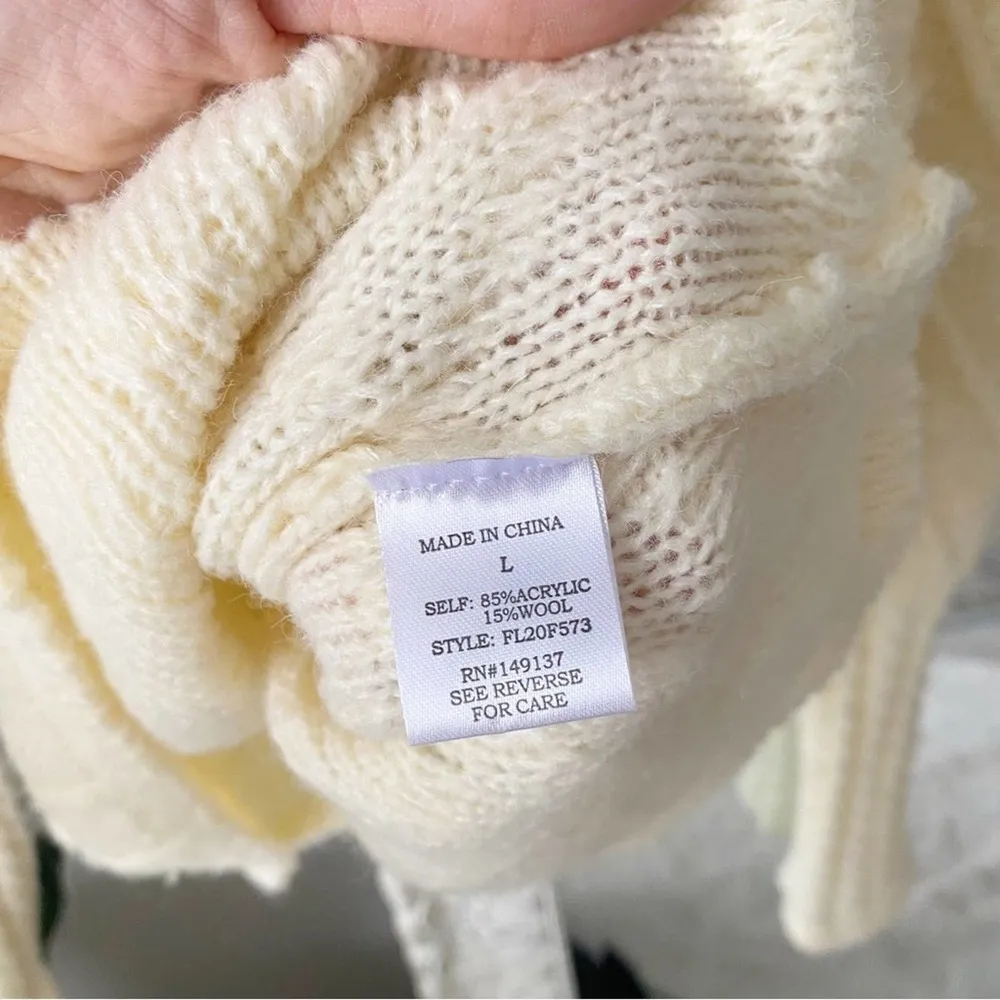 MADE IN CHINA
L
SELF: 85%ACRYLIC
15%WOOL
STYLE: FL20F573
RN#149137
SEE REVERSE
FOR CARE